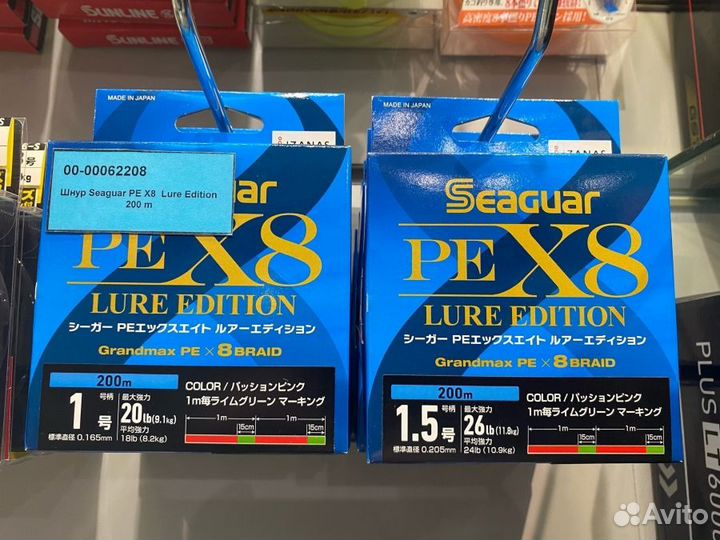 SUNLINE
SUNLINE
MADE IN JAPAN
IZANAS
00-00062208
Шнур Seaguar PE X8 Lure Edition
200 m
PE X8
LURE EDITION
シーガー PEエックスエイト ルアーエディション
Grandmax PE × 8 BRAID
200m
1号
号柄
標準直径 0.165mm
最大強力
20lb(9.1kg)
平均強力
18lb (8.2kg)
COLOR / パッションピンク
1m毎ライムグリーン マーキング
1m 1m
15cm 15cm
MADE IN JAPAN
IZANAS
Seaguar
PE X8
LURE EDITION
シーガー PEエックスエイト ルアーエディション
Grandmax PE × 8 BRAID
200m
1.5号
号柄
標準直径 0.205mm
最大強力
26lb(11.8kg)
平均強力
24lb (10.9kg)
COLOR / パッションピンク
1m毎ライムグリーン マーキング
1m 1m
15cm 15cm
PLUS
Avito